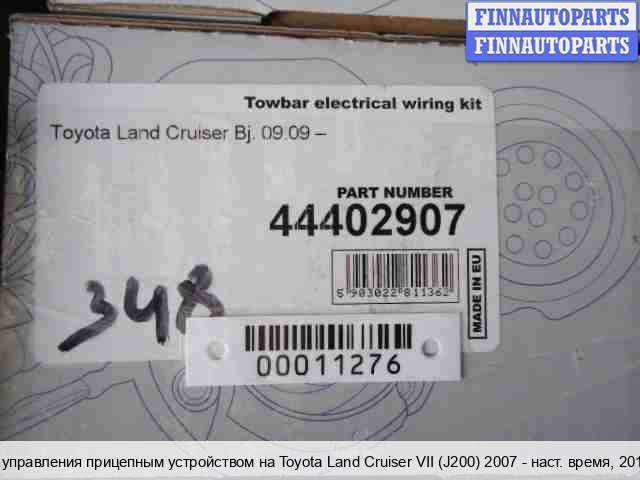 FINNAUTOPARTS
FINNAUTOPARTS
Towbar electrical wiring kit
Toyota Land Cruiser Bj. 09.09 –
PART NUMBER
44402907
5 903022 811362
MADE IN EU
348
00011276
управления прицепным устройством на Toyota Land Cruiser VII (J200) 2007 - наст. время, 201